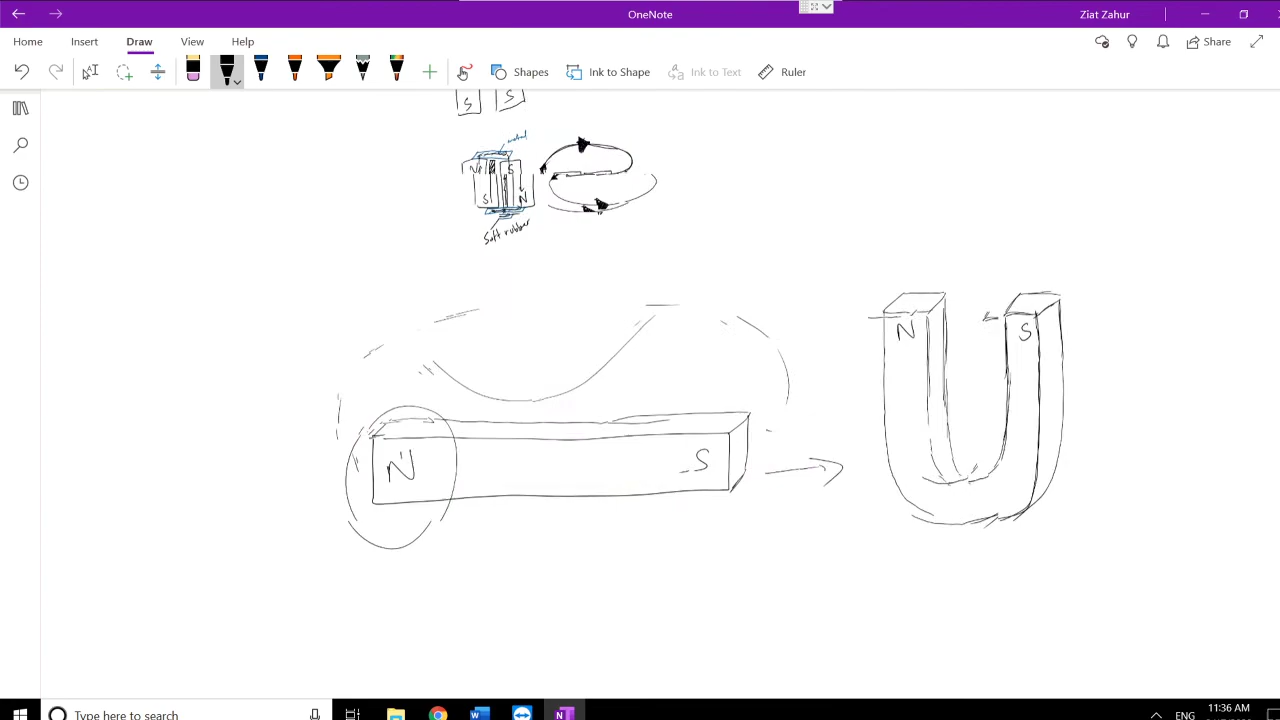 OneNote
Ziat Zahur
Home Insert Draw View Help
Share
Shapes
Ink to Shape
Ink to Text
Ruler
S S
N S
S N
Soft rubber
N S
N S
Type here to search
ENG
11:36 AM